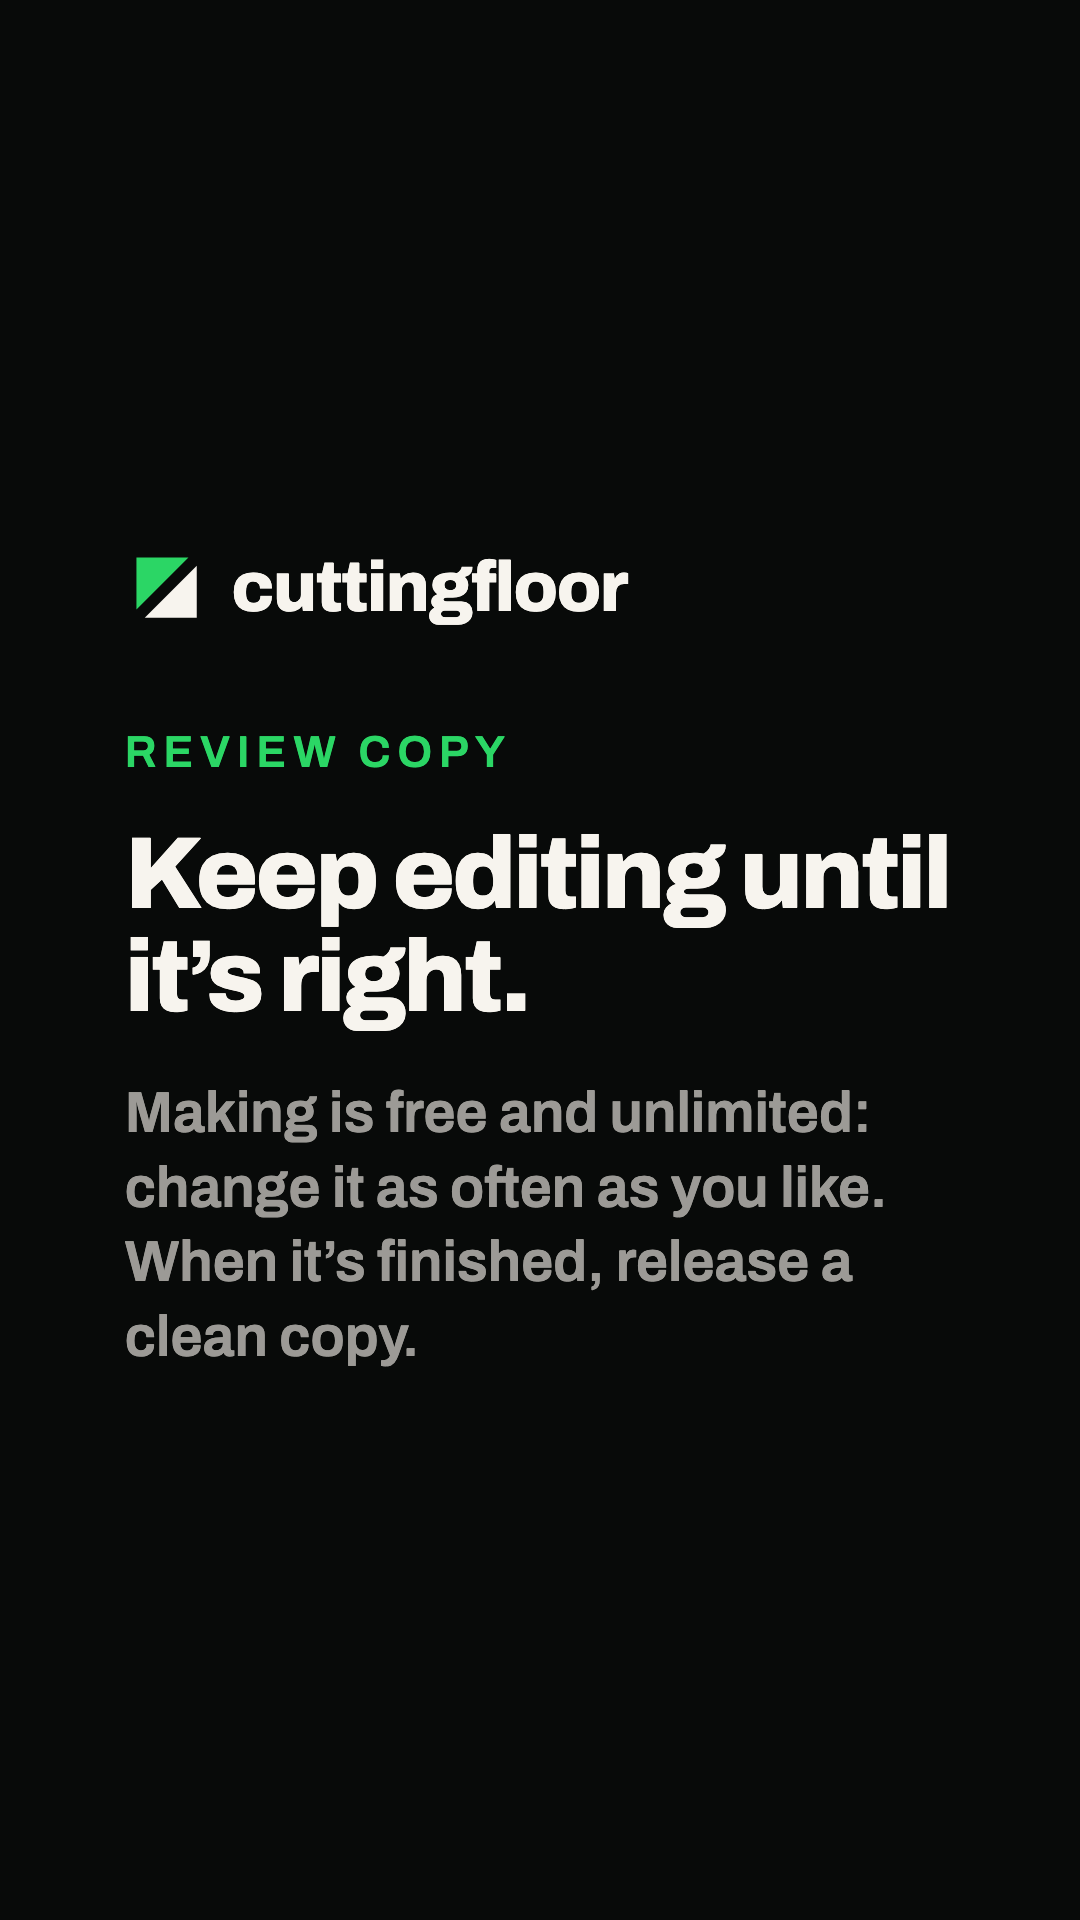 cuttingfloor
REVIEW COPY
Keep editing until
it’s right.
Making is free and unlimited:
change it as often as you like.
When it’s finished, release a
clean copy.